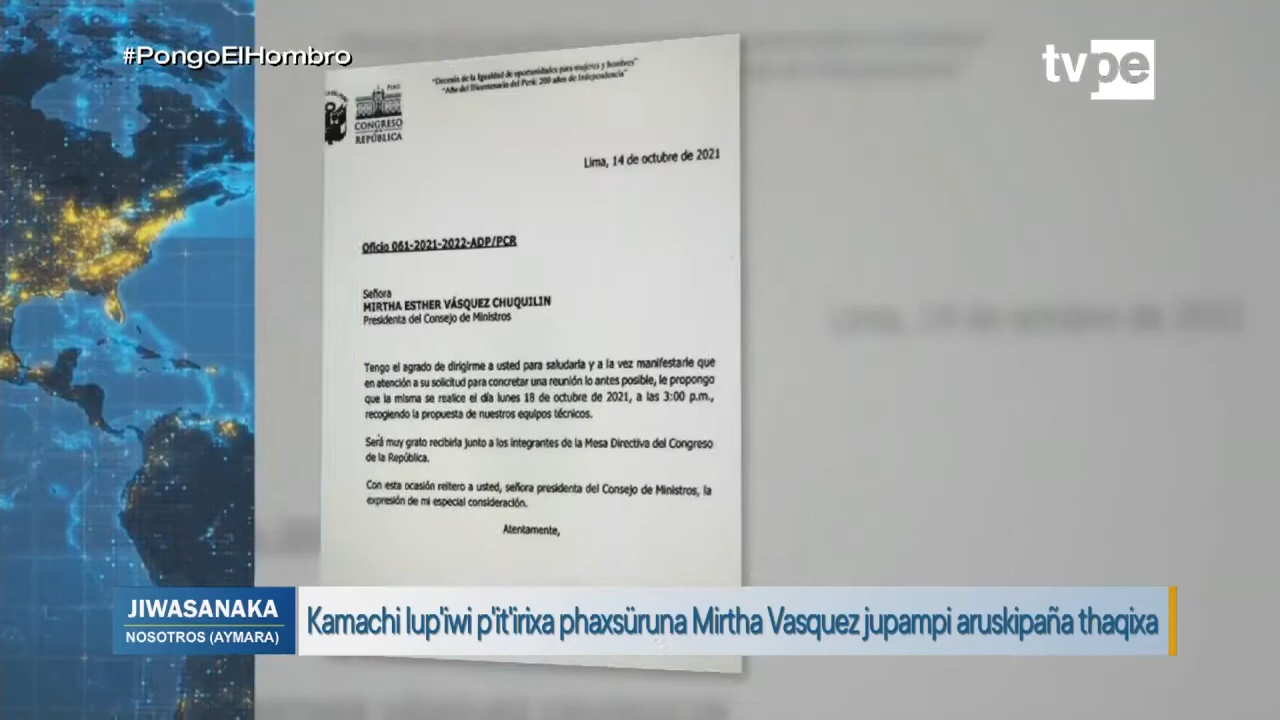 #PongoElHombro
tvpe
"Decenio de la Igualdad de oportunidades para mujeres y hombres"
"Año del Bicentenario del Perú: 200 años de Independencia"
PERÚ
CONGRESO
REPÚBLICA
Lima, 14 de octubre de 2021
Oficio 061-2021-2022-ADP/PCR
Señora
MIRTHA ESTHER VÁSQUEZ CHUQUILIN
Presidenta del Consejo de Ministros
Tengo el agrado de dirigirme a usted para saludarla y a la vez manifestarle que
en atención a su solicitud para concretar una reunión lo antes posible, le propongo
que la misma se realice el día lunes 18 de octubre de 2021, a las 3:00 p.m.,
recogiendo la propuesta de nuestros equipos técnicos.
Será muy grato recibirla junto a los integrantes de la Mesa Directiva del Congreso
de la República.
Con esta ocasión reitero a usted, señora presidenta del Consejo de Ministros, la
expresión de mi especial consideración.
Atentamente,
JIWASANAKA
NOSOTROS (AYMARA)
Kamachi lup'iwi p'it'irixa phaxsüruna Mirtha Vasquez jupampi aruskipaña thaqixa